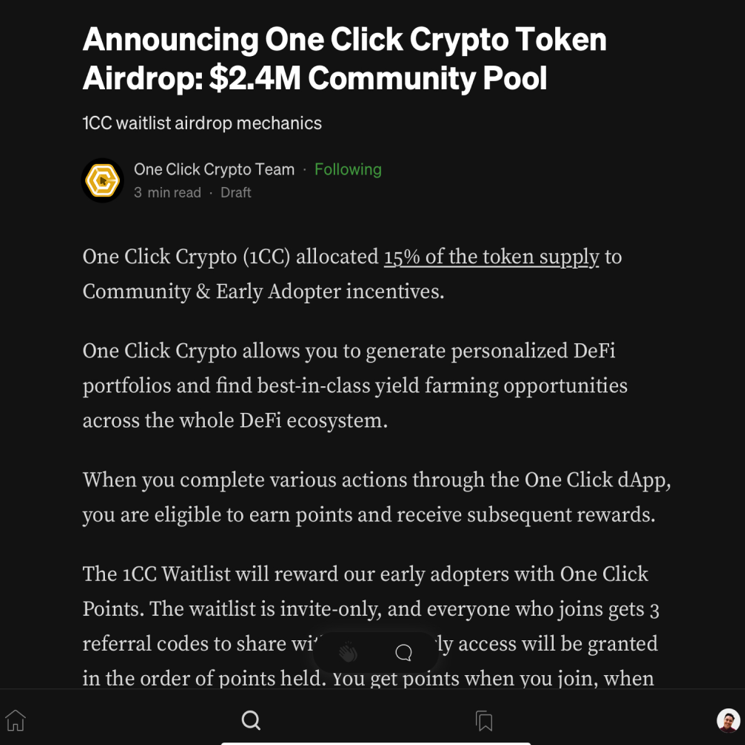 Announcing One Click Crypto Token
Airdrop: $2.4M Community Pool
1CC waitlist airdrop mechanics
One Click Crypto Team · Following
3 min read · Draft
One Click Crypto (1CC) allocated 15% of the token supply to
Community & Early Adopter incentives.
One Click Crypto allows you to generate personalized DeFi
portfolios and find best-in-class yield farming opportunities
across the whole DeFi ecosystem.
When you complete various actions through the One Click dApp,
you are eligible to earn points and receive subsequent rewards.
The 1CC Waitlist will reward our early adopters with One Click
Points. The waitlist is invite-only, and everyone who joins gets 3
referral codes to share access will be granted
in the order of points held. You get points when you join, when